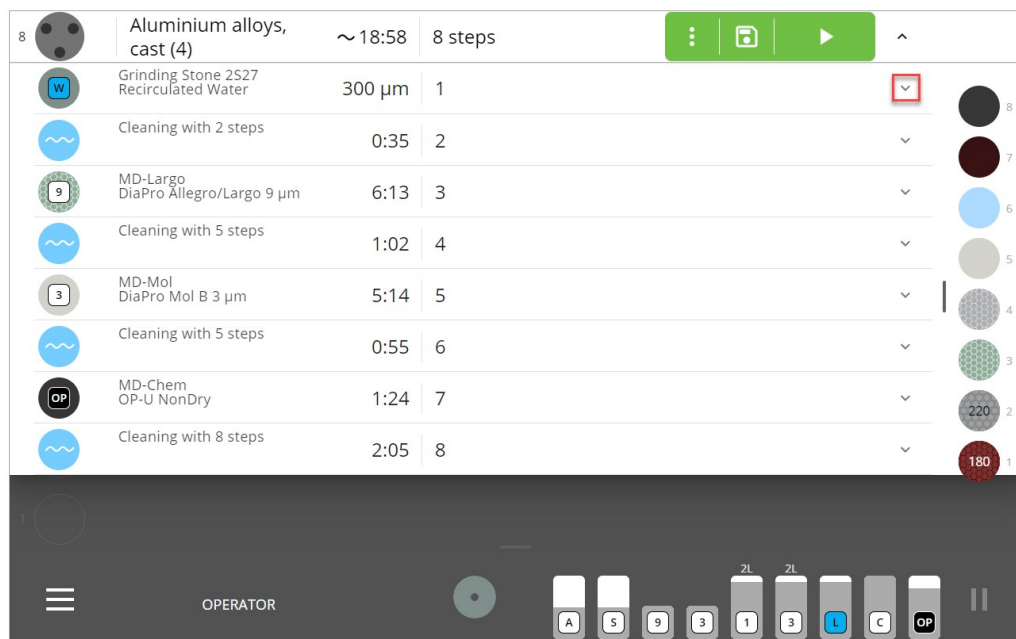 8
Aluminium alloys,
cast (4)
~ 18:58
8 steps
W
Grinding Stone 2S27
Recirculated Water
300 μm
1
Cleaning with 2 steps
0:35
2
9
MD-Largo
DiaPro Allegro/Largo 9 μm
6:13
3
Cleaning with 5 steps
1:02
4
3
MD-Mol
DiaPro Mol B 3 μm
5:14
5
Cleaning with 5 steps
0:55
6
OP
MD-Chem
OP-U NonDry
1:24
7
Cleaning with 8 steps
2:05
8
8
7
6
5
4
3
220 2
180 1
1
OPERATOR
2L 2L
A S 9 3 1 3 L C OP